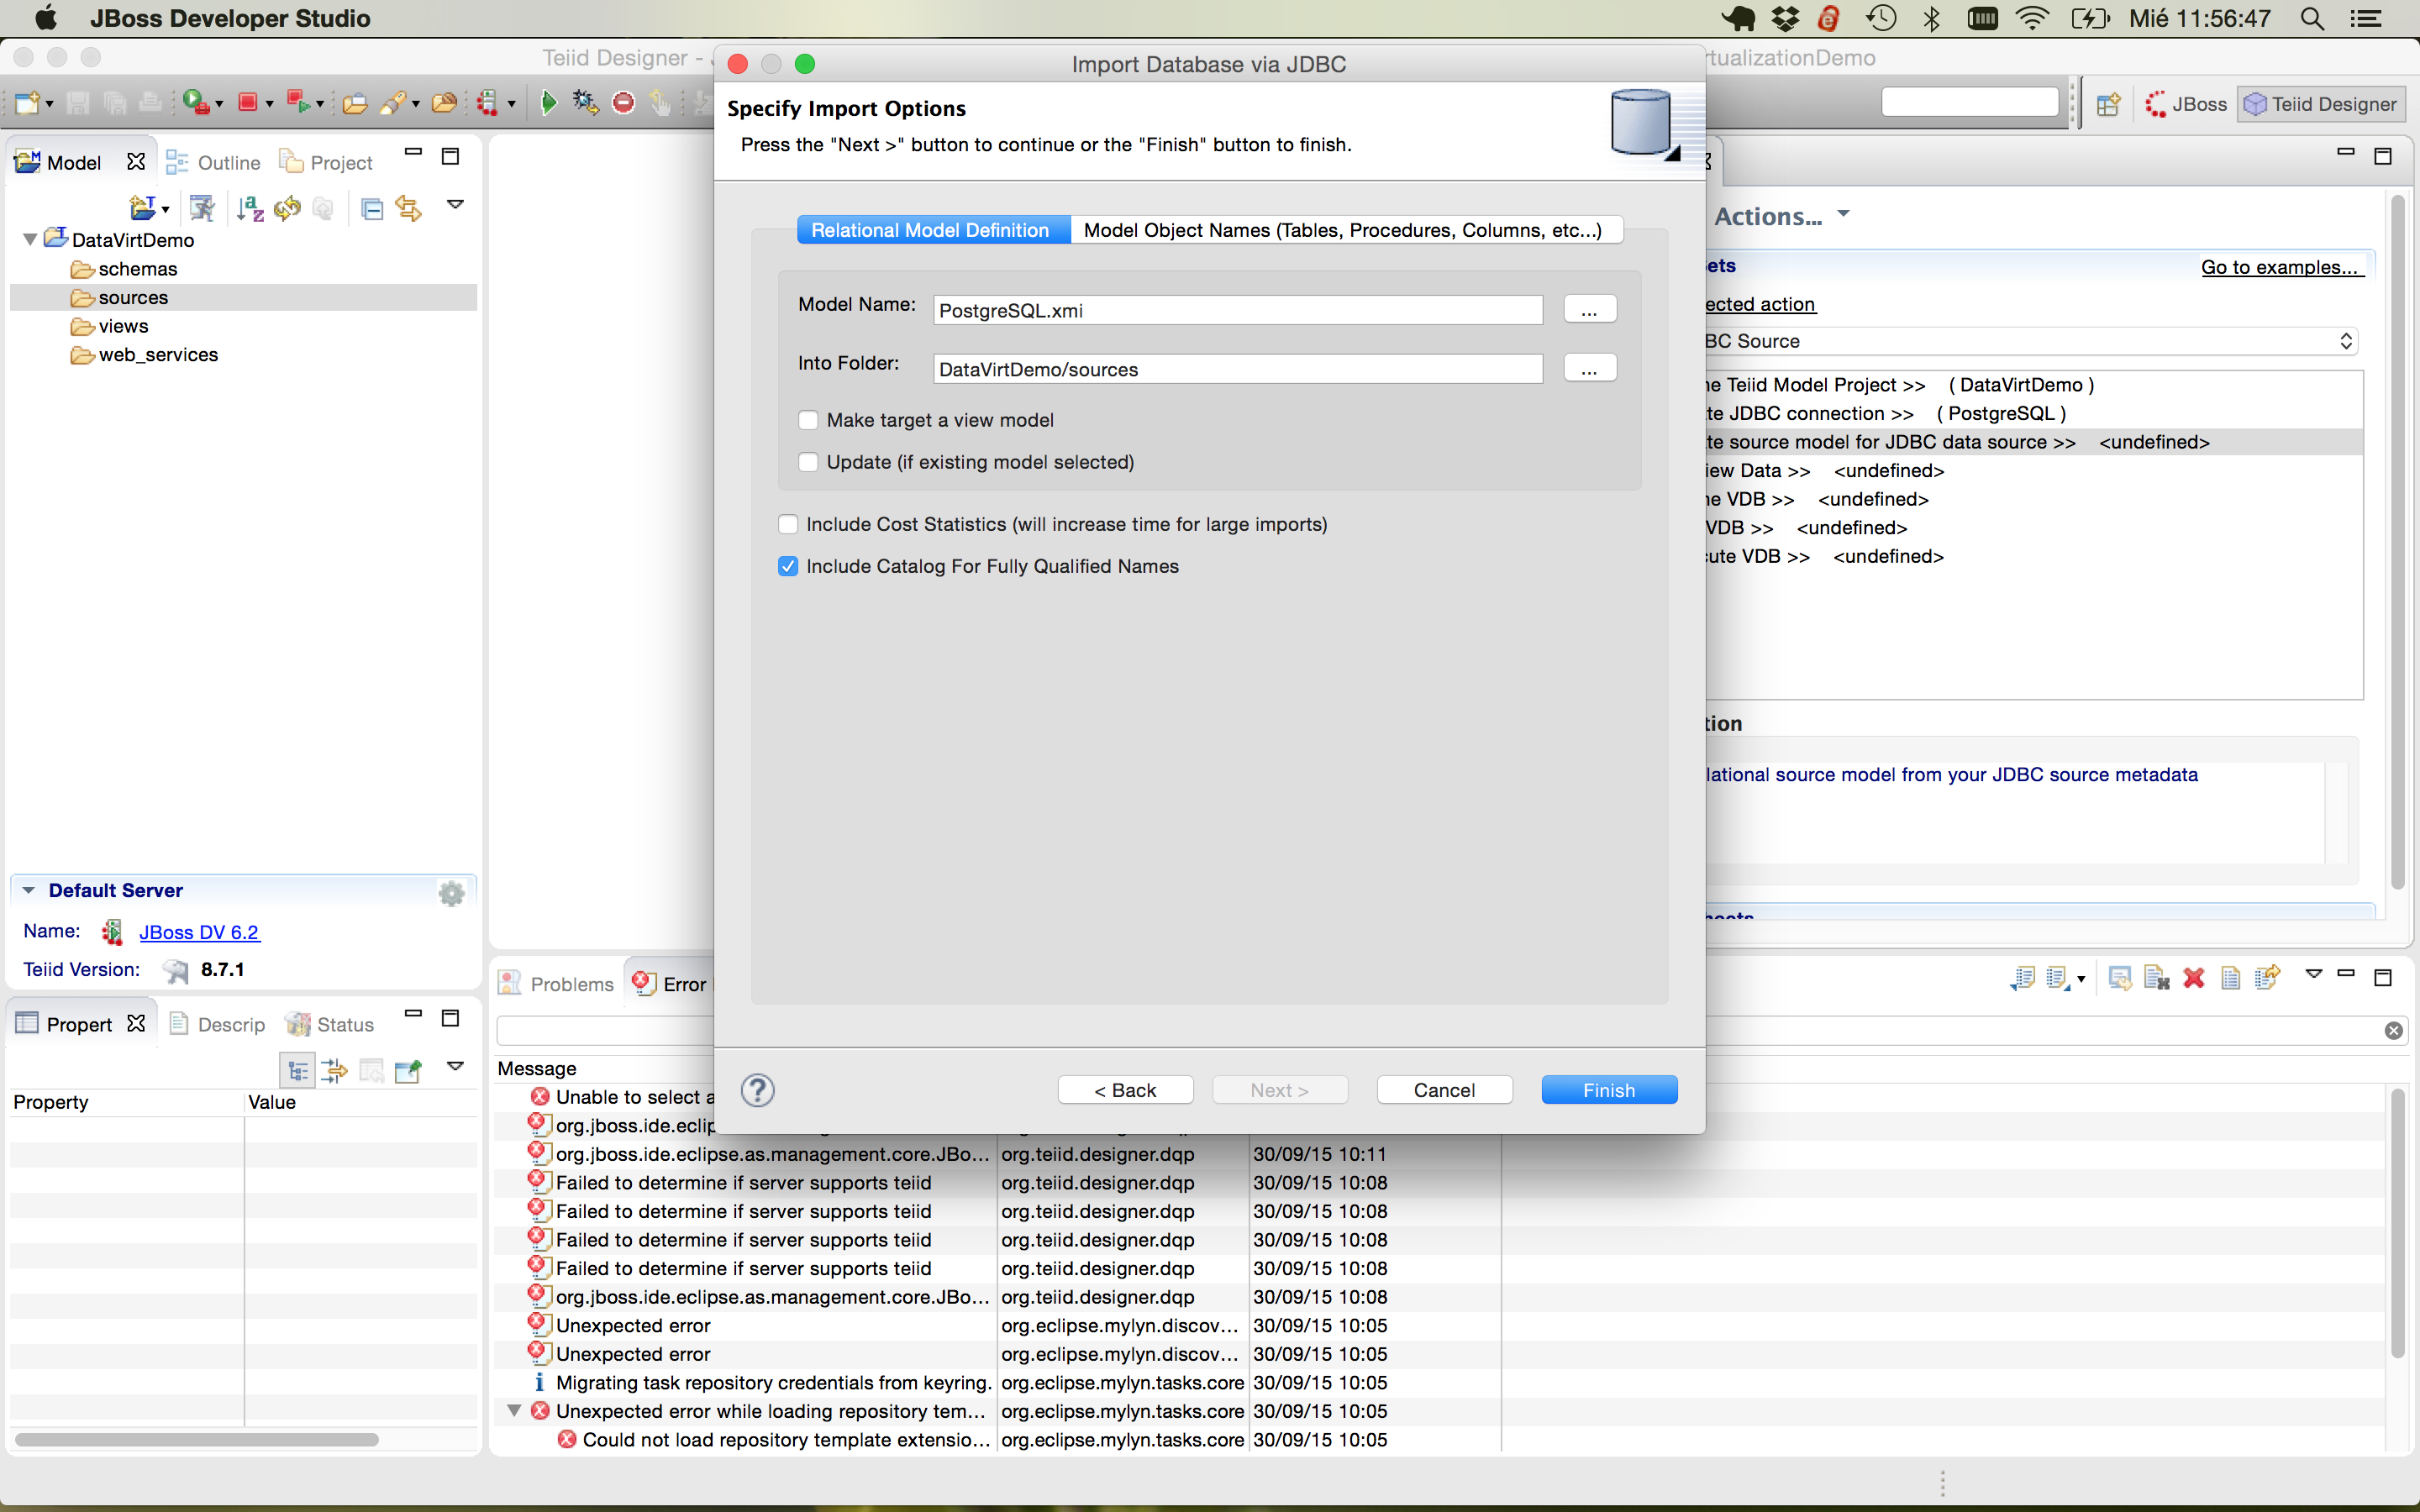 JBoss Developer Studio
Mié 11:56:47
Teiid Designer -
Import Database via JDBC
tualizationDemo
Specify Import Options
Press the "Next >" button to continue or the "Finish" button to finish.
JBoss
Teiid Designer
Model
Outline
Project
DataVirtDemo
schemas
sources
views
web_services
Relational Model Definition
Model Object Names (Tables, Procedures, Columns, etc...)
Model Name:
PostgreSQL.xmi
...
Into Folder:
DataVirtDemo/sources
...
Make target a view model
Update (if existing model selected)
Include Cost Statistics (will increase time for large imports)
Include Catalog For Fully Qualified Names
< Back
Next >
Cancel
Finish
Actions...
ets
Go to examples...
ected action
BC Source
e Teiid Model Project >> ( DataVirtDemo )
te JDBC connection >> ( PostgreSQL )
te source model for JDBC data source >> <undefined>
iew Data >> <undefined>
e VDB >> <undefined>
VDB >> <undefined>
ute VDB >> <undefined>
tion
lational source model from your JDBC source metadata
Default Server
Name:
JBoss DV 6.2
Teiid Version:
8.7.1
Propert
Descrip
Status
Property
Value
Problems
Error
Message
Unable to select a
org.jboss.ide.eclip
org.jboss.ide.eclipse.as.management.core.JBo... org.teiid.designer.dqp 30/09/15 10:11
Failed to determine if server supports teiid org.teiid.designer.dqp 30/09/15 10:08
Failed to determine if server supports teiid org.teiid.designer.dqp 30/09/15 10:08
Failed to determine if server supports teiid org.teiid.designer.dqp 30/09/15 10:08
Failed to determine if server supports teiid org.teiid.designer.dqp 30/09/15 10:08
org.jboss.ide.eclipse.as.management.core.JBo... org.teiid.designer.dqp 30/09/15 10:08
Unexpected error org.eclipse.mylyn.discov... 30/09/15 10:05
Unexpected error org.eclipse.mylyn.discov... 30/09/15 10:05
Migrating task repository credentials from keyring. org.eclipse.mylyn.tasks.core 30/09/15 10:05
Unexpected error while loading repository tem... org.eclipse.mylyn.tasks.core 30/09/15 10:05
Could not load repository template extensio... org.eclipse.mylyn.tasks.core 30/09/15 10:05